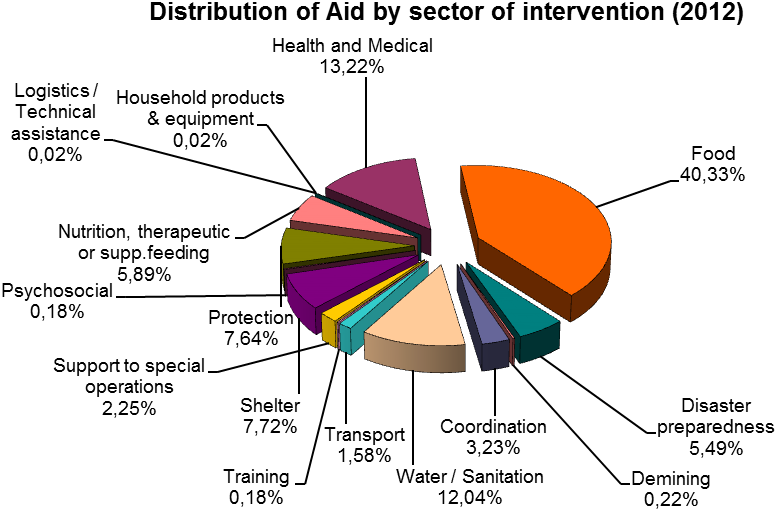 Distribution of Aid by sector of intervention (2012)
Health and Medical
13,22%
Logistics /
Technical
assistance
0,02%
Household products
& equipment
0,02%
Food
40,33%
Nutrition, therapeutic
or supp.feeding
5,89%
Psychosocial
0,18%
Protection
7,64%
Support to special
operations
2,25%
Shelter
7,72%
Transport
1,58%
Training
0,18%
Water / Sanitation
12,04%
Coordination
3,23%
Demining
0,22%
Disaster
preparedness
5,49%